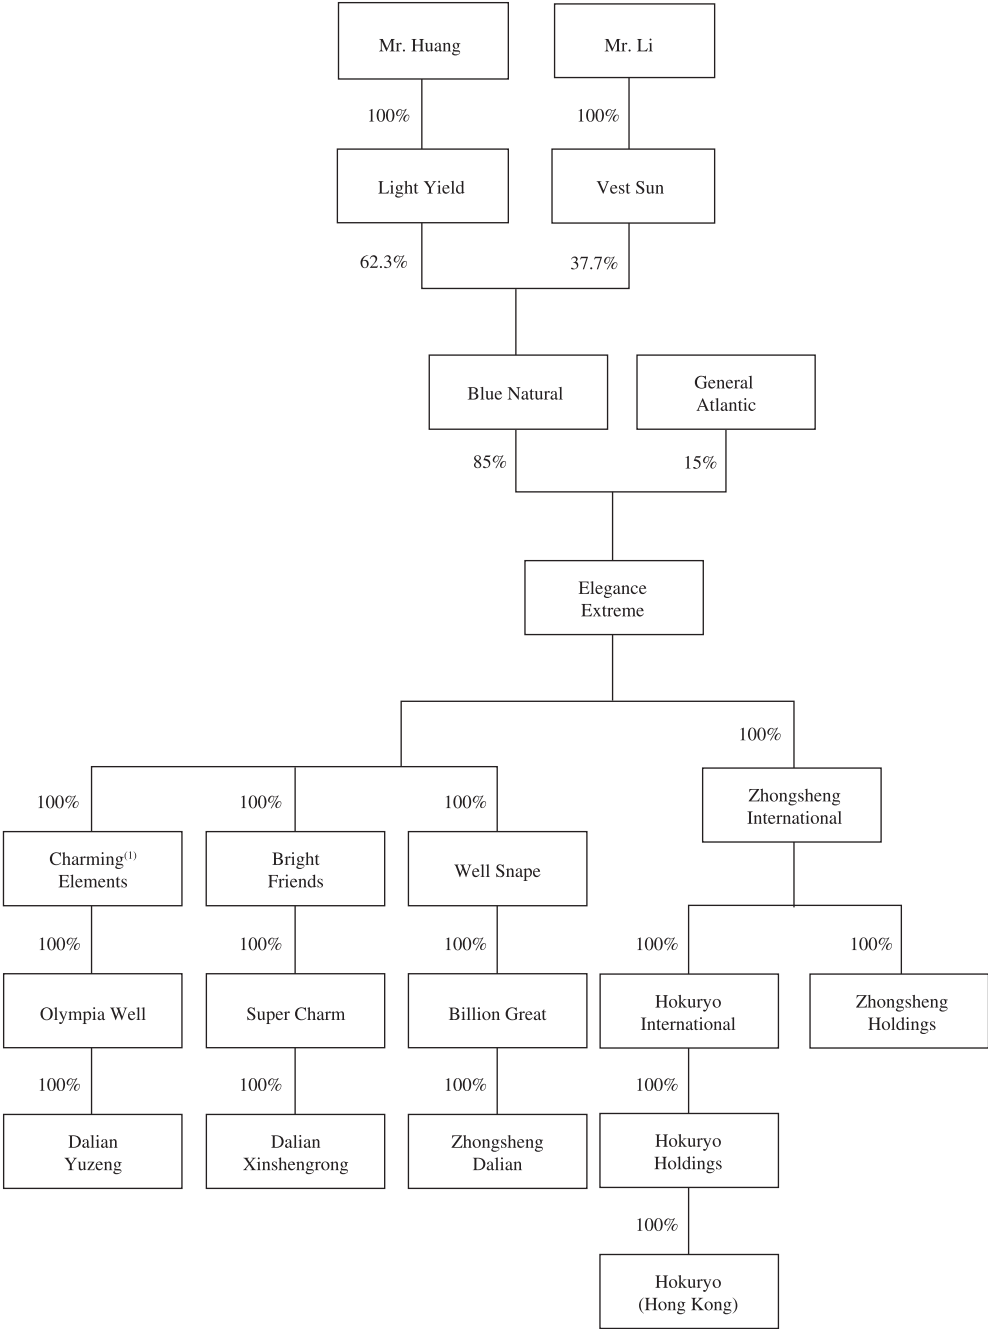 Mr. Huang
Mr. Li
100%
100%
Light Yield
Vest Sun
62.3%
37.7%
Blue Natural
General
Atlantic
85%
15%
Elegance
Extreme
100%
Zhongsheng
International
100%
100%
100%
Charming(1)
Elements
Bright
Friends
Well Snape
100%
100%
100%
100%
100%
Olympia Well
Super Charm
Billion Great
Hokuryo
International
Zhongsheng
Holdings
100%
100%
100%
100%
Dalian
Yuzeng
Dalian
Xinshengrong
Zhongsheng
Dalian
Hokuryo
Holdings
100%
Hokuryo
(Hong Kong)